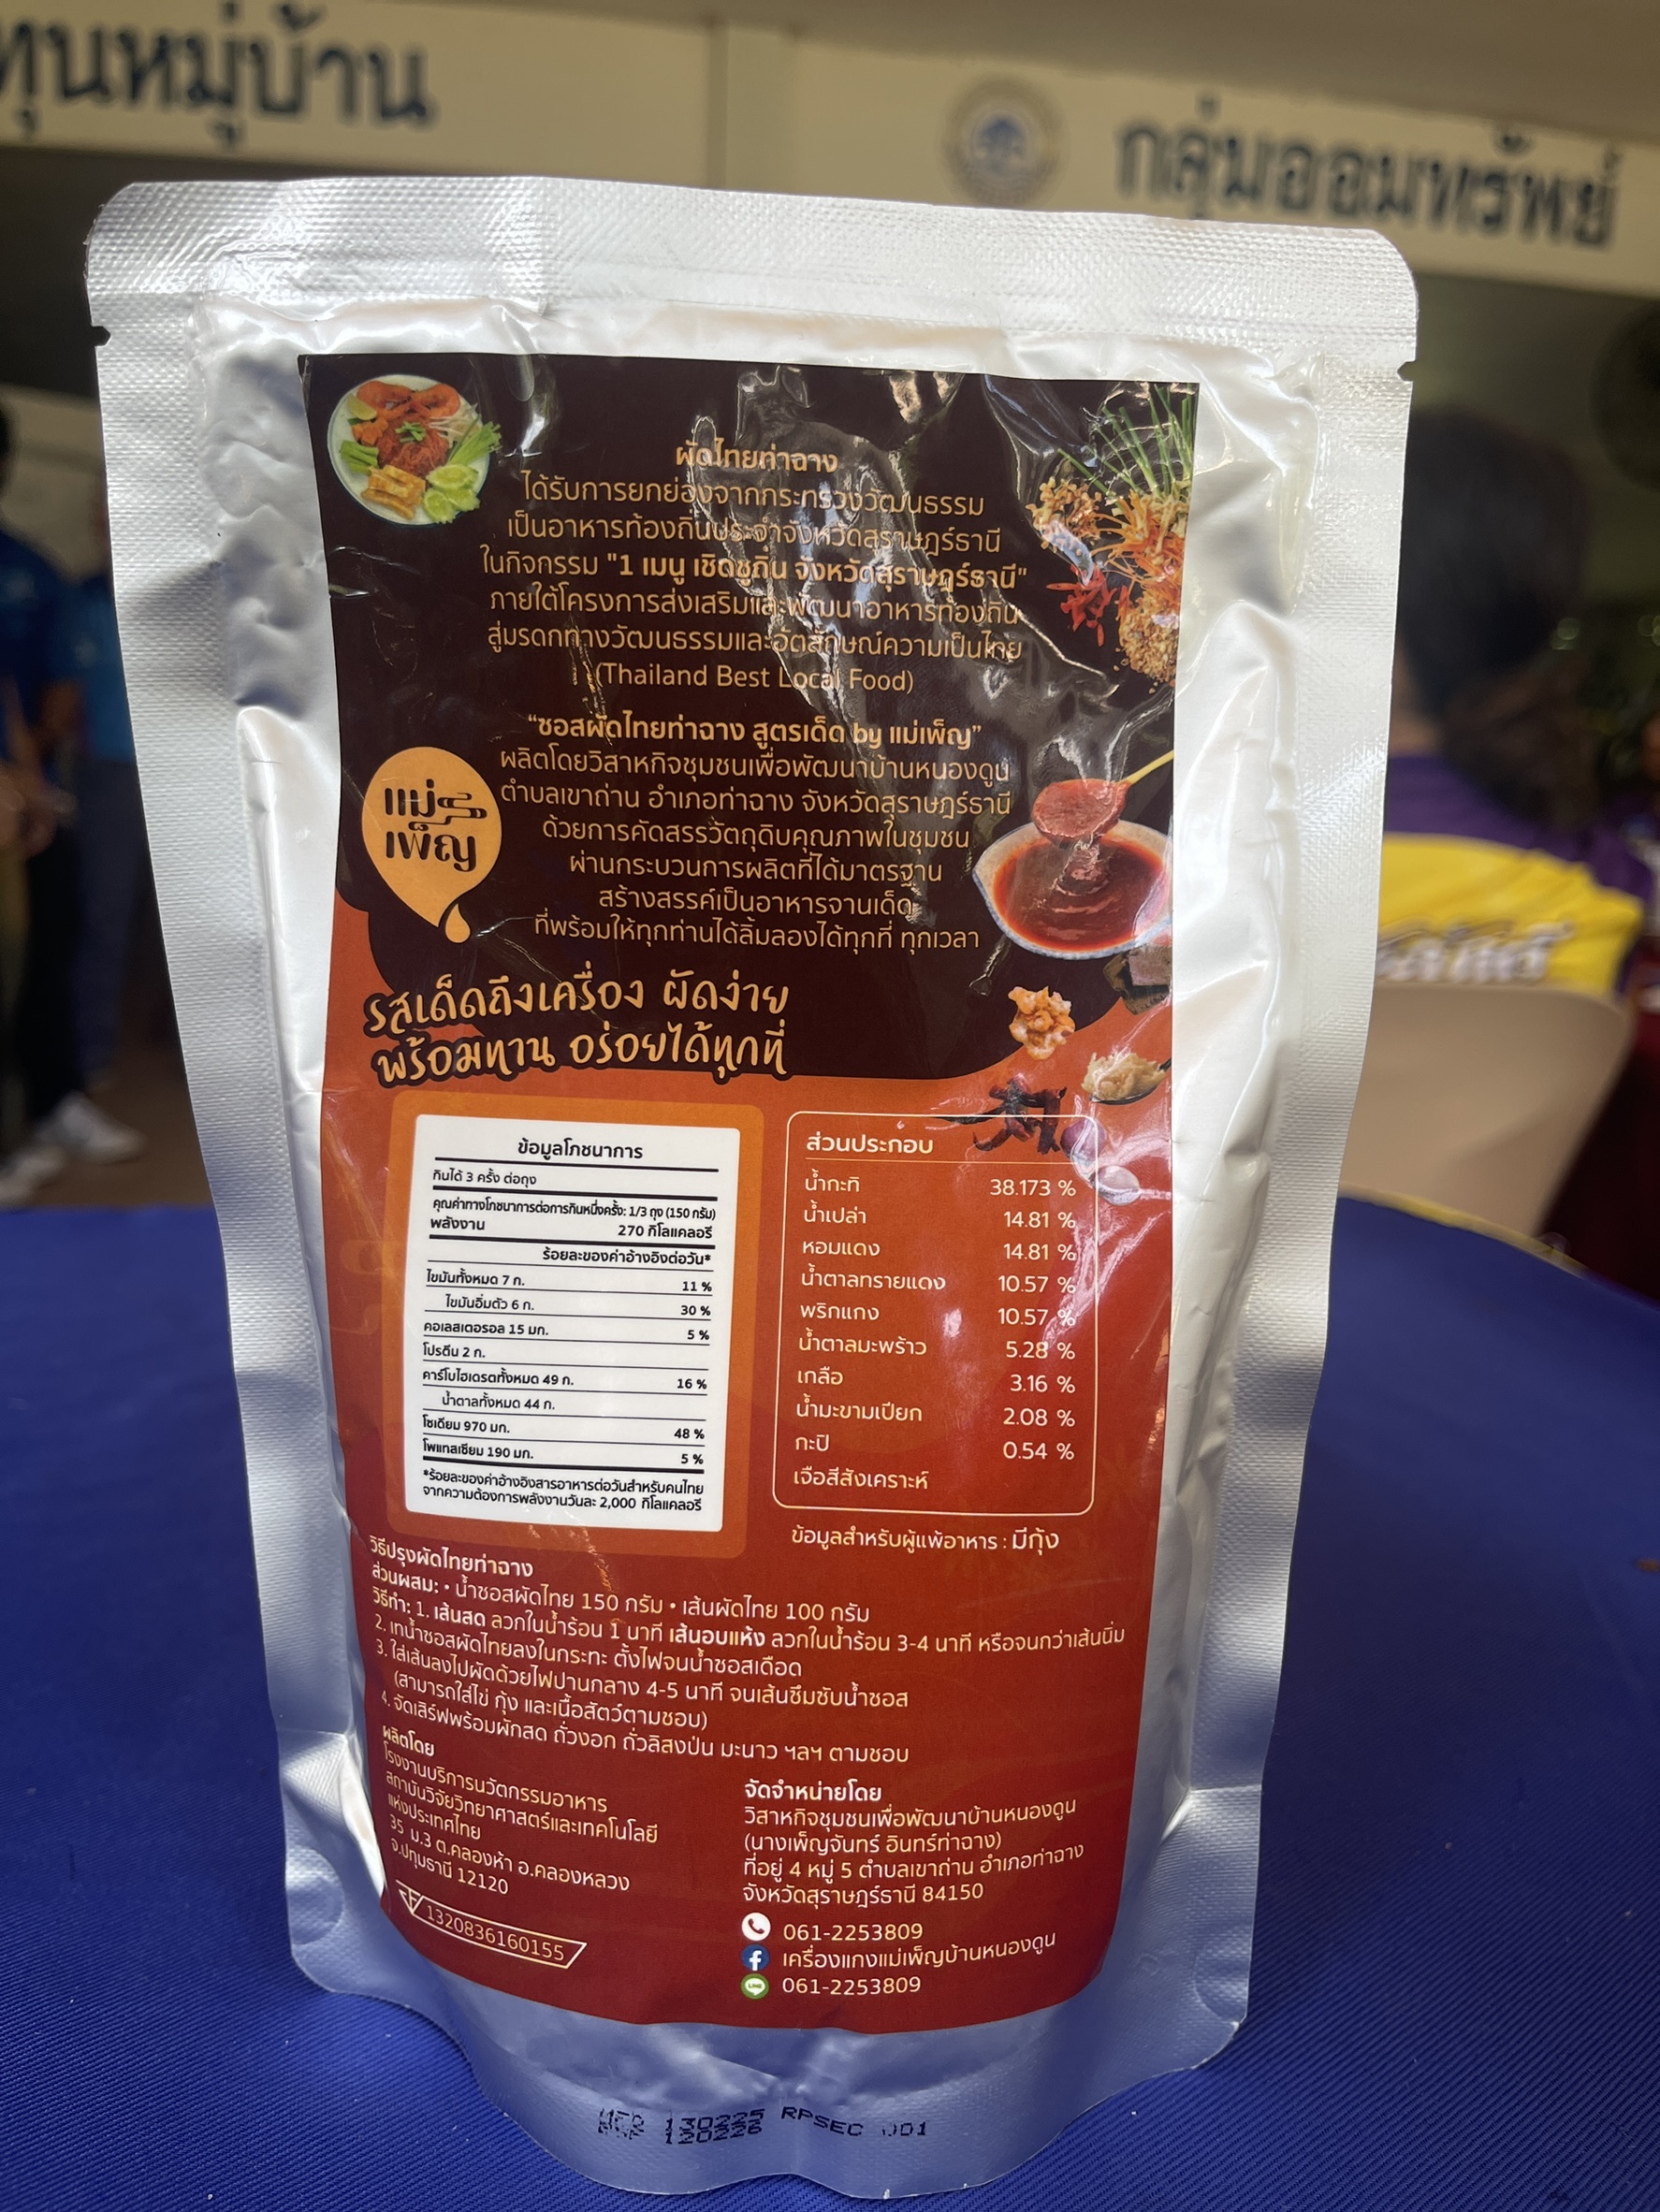 ทุนหมู่บ้าน
กลุ่มออมทรัพย์
ผัดไทยท่าฉาง
ได้รับการยกย่องจากกระทรวงวัฒนธรรม
เป็นอาหารท้องถิ่นประจำจังหวัดสุราษฎร์ธานี
ในกิจกรรม "1 เมนู เชิดชูถิ่น จังหวัดสุราษฎร์ธานี"
ภายใต้โครงการส่งเสริมและพัฒนาอาหารท้องถิ่น
สู่มรดกทางวัฒนธรรมและอัตลักษณ์ความเป็นไทย
(Thailand Best Local Food)
"ซอสผัดไทยท่าฉาง สูตรเด็ด by แม่เพ็ญ"
ผลิตโดยวิสาหกิจชุมชนเพื่อพัฒนาบ้านหนองดูน
ตำบลเขาถ่าน อำเภอท่าฉาง จังหวัดสุราษฎร์ธานี
ด้วยการคัดสรรวัตถุดิบคุณภาพในชุมชน
ผ่านกระบวนการผลิตที่ได้มาตรฐาน
สร้างสรรค์เป็นอาหารจานเด็ด
ที่พร้อมให้ทุกท่านได้ลิ้มลองได้ทุกที่ ทุกเวลา
แม่
เพ็ญ
รสเด็ดถึงเครื่อง ผัดง่าย
พร้อมทาน อร่อยได้ทุกที่
ข้อมูลโภชนาการ
กินได้ 3 ครั้ง ต่อถุง
คุณค่าทางโภชนาการต่อการกินหนึ่งครั้ง: 1/3 ถุง (150 กรัม)
พลังงาน 270 กิโลแคลอรี
ร้อยละของค่าอ้างอิงต่อวัน*
ไขมันทั้งหมด 7 ก. 11 %
ไขมันอิ่มตัว 6 ก. 30 %
คอเลสเตอรอล 15 มก. 5 %
โปรตีน 2 ก.
คาร์โบไฮเดรตทั้งหมด 49 ก. 16 %
น้ำตาลทั้งหมด 44 ก.
โซเดียม 970 มก. 48 %
โพแทสเซียม 190 มก. 5 %
*ร้อยละของค่าอ้างอิงสารอาหารต่อวันสำหรับคนไทย
จากความต้องการพลังงานวันละ 2,000 กิโลแคลอรี
ส่วนประกอบ
น้ำกะทิ 38.173 %
น้ำเปล่า 14.81 %
หอมแดง 14.81 %
น้ำตาลทรายแดง 10.57 %
พริกแกง 10.57 %
น้ำตาลมะพร้าว 5.28 %
เกลือ 3.16 %
น้ำมะขามเปียก 2.08 %
กะปิ 0.54 %
เจือสีสังเคราะห์
ข้อมูลสำหรับผู้แพ้อาหาร : มีกุ้ง
วิธีปรุงผัดไทยท่าฉาง
ส่วนผสม: • น้ำซอสผัดไทย 150 กรัม • เส้นผัดไทย 100 กรัม
วิธีทำ: 1. เส้นสด ลวกในน้ำร้อน 1 นาที เส้นอบแห้ง ลวกในน้ำร้อน 3-4 นาที หรือจนกว่าเส้นนิ่ม
2. เทน้ำซอสผัดไทยลงในกระทะ ตั้งไฟจนน้ำซอสเดือด
3. ใส่เส้นลงไปผัดด้วยไฟปานกลาง 4-5 นาที จนเส้นซึมซับน้ำซอส
(สามารถใส่ไข่ กุ้ง และเนื้อสัตว์ตามชอบ)
4. จัดเสิร์ฟพร้อมผักสด ถั่วงอก ถั่วลิสงป่น มะนาว ฯลฯ ตามชอบ
ผลิตโดย
โรงงานบริการนวัตกรรมอาหาร
สถาบันวิจัยวิทยาศาสตร์และเทคโนโลยี
แห่งประเทศไทย
35 ม.3 ต.คลองห้า อ.คลองหลวง
จ.ปทุมธานี 12120
1320836160155
จัดจำหน่ายโดย
วิสาหกิจชุมชนเพื่อพัฒนาบ้านหนองดูน
(นางเพ็ญจันทร์ อินทร์ท่าฉาง)
ที่อยู่ 4 หมู่ 5 ตำบลเขาถ่าน อำเภอท่าฉาง
จังหวัดสุราษฎร์ธานี 84150
061-2253809
เครื่องแกงแม่เพ็ญบ้านหนองดูน
LINE 061-2253809
130225 RPSEC 001
120226